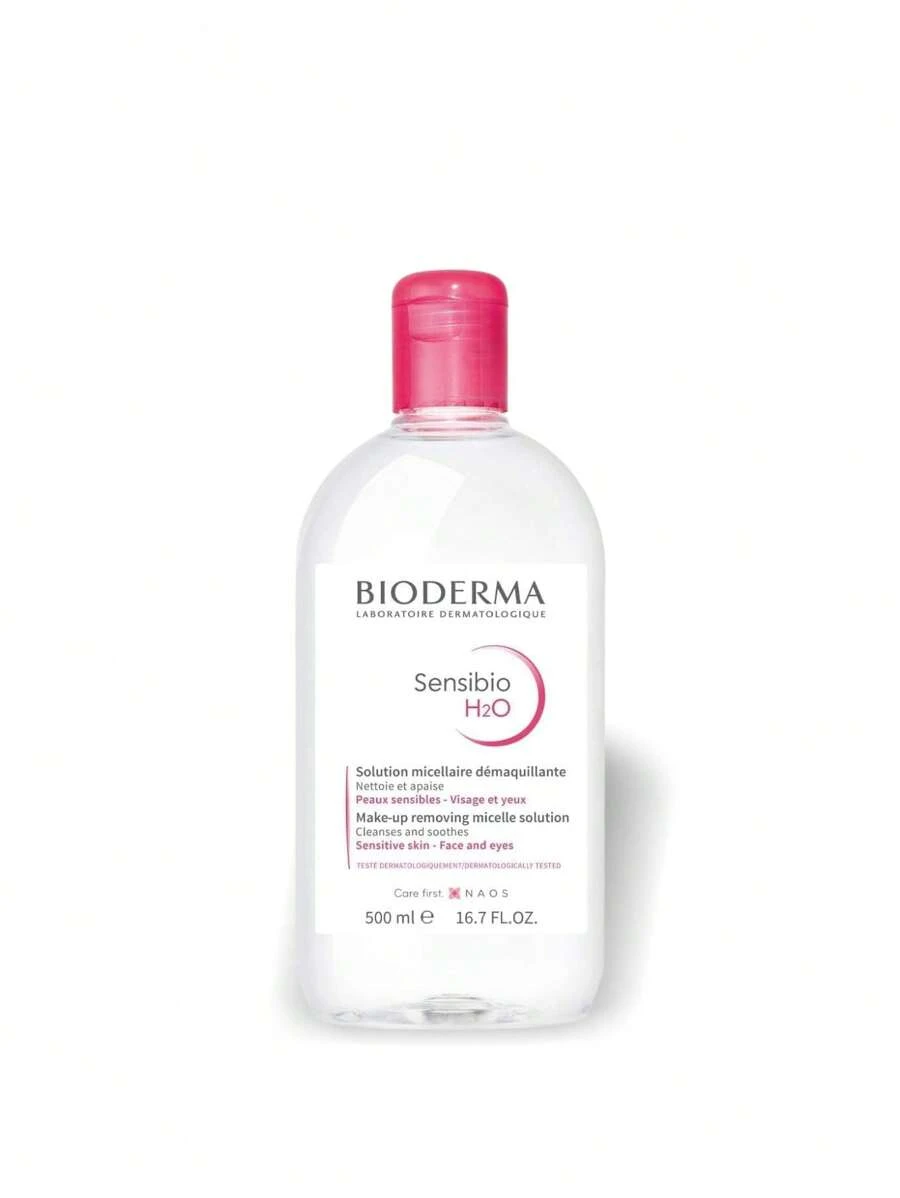 BIODERMA
LABORATOIRE DERMATOLOGIQUE
Sensibio
H2O
Solution micellaire démaquillante
Nettoie et apaise
Peaux sensibles - Visage et yeux
Make-up removing micelle solution
Cleanses and soothes
Sensitive skin - Face and eyes
TESTÉ DERMATOLOGIQUEMENT/DERMATOLOGICALLY TESTED
Care first. NAOS
500 ml ℮ 16.7 FL.OZ.